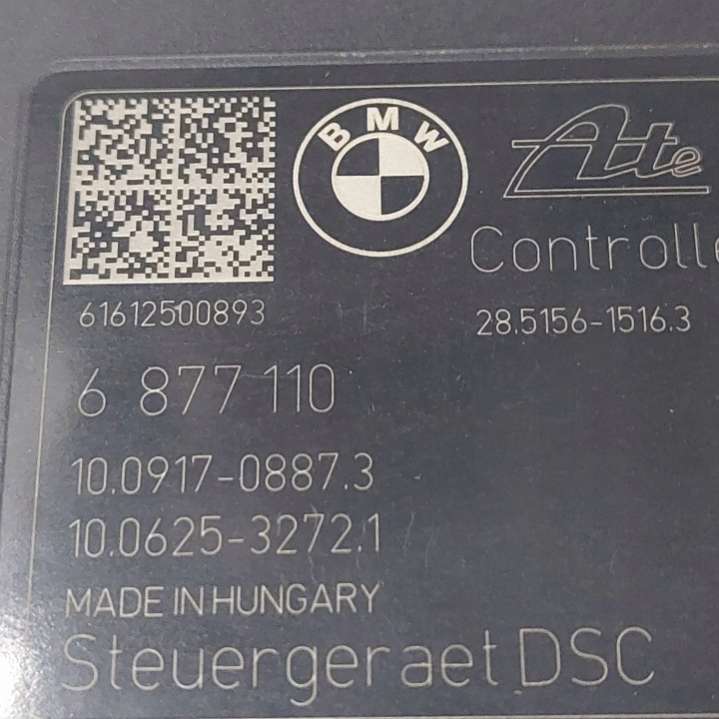 BMW
Ate
Controlle
61612500893
28.5156-1516.3
6 877 110
10.0917-0887.3
10.0625-3272.1
MADE IN HUNGARY
Steuergeraet DSC